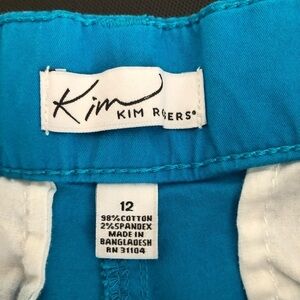 Kim
KIM ROGERS®
12
98%COTTON
2%SPANDEX
MADE IN
BANGLADESH
RN 31104